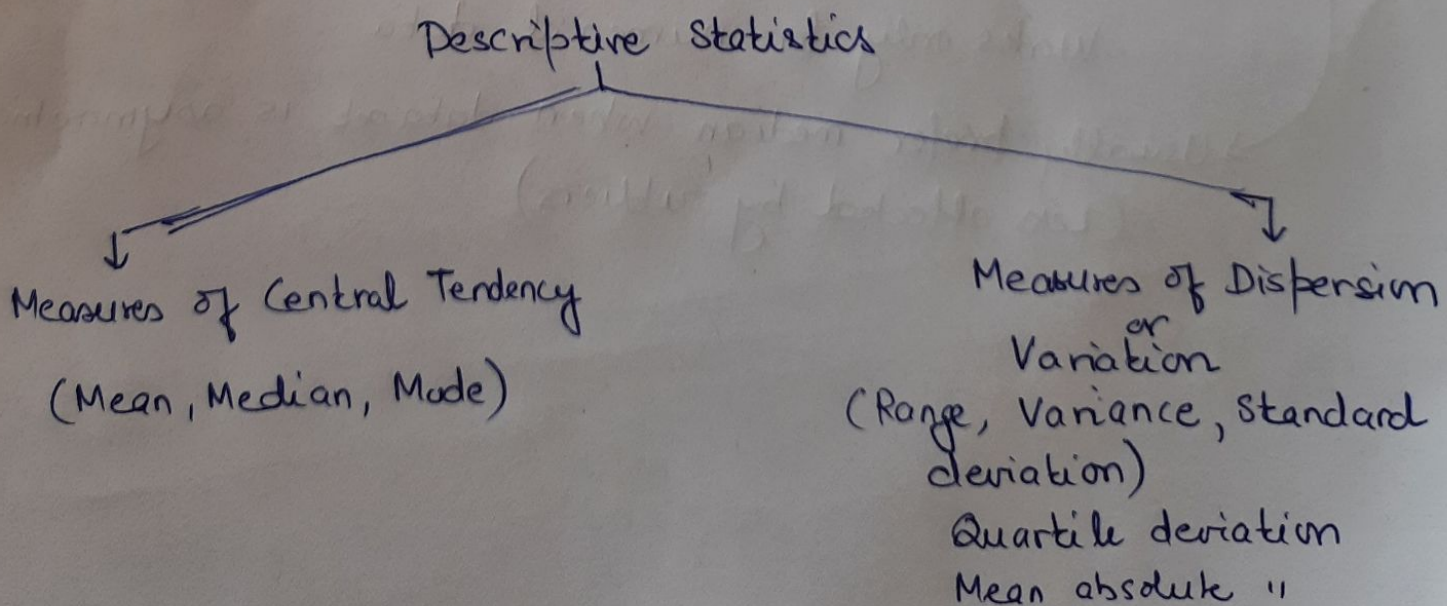 Descriptive Statistics
Measures of Central Tendency
(Mean, Median, Mode)
Measures of Dispersion
or
Variation
(Range, Variance, Standard
deviation)
Quartile deviation
Mean absolute "